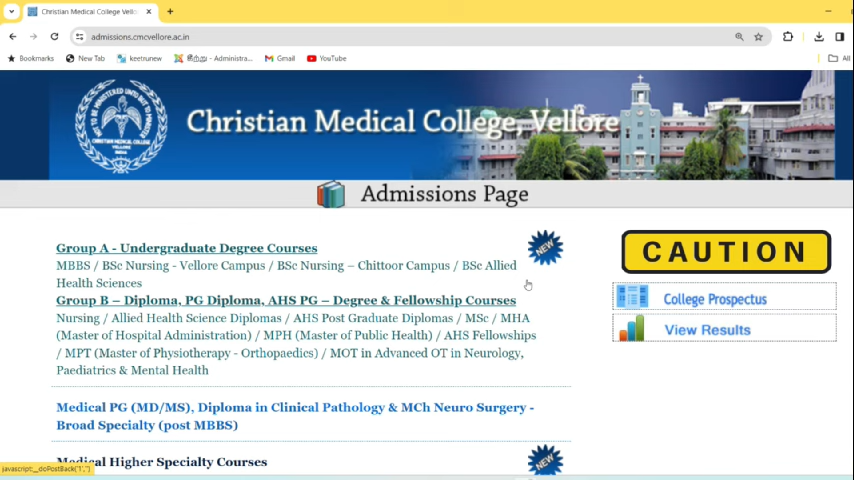 Christian Medical College Vello
admissions.cmcvellore.ac.in
Bookmarks
New Tab
keetrunew
Gmail
YouTube
All
CHRISTIAN MEDICAL COLLEGE
VELLORE
INDIA
Christian Medical College, Vellore
Admissions Page
Group A - Undergraduate Degree Courses
MBBS / BSc Nursing - Vellore Campus / BSc Nursing – Chittoor Campus / BSc Allied
Health Sciences
NEW
Group B – Diploma, PG Diploma, AHS PG – Degree & Fellowship Courses
Nursing / Allied Health Science Diplomas / AHS Post Graduate Diplomas / MSc / MHA
(Master of Hospital Administration) / MPH (Master of Public Health) / AHS Fellowships
/ MPT (Master of Physiotherapy - Orthopaedics) / MOT in Advanced OT in Neurology,
Paediatrics & Mental Health
Medical PG (MD/MS), Diploma in Clinical Pathology & MCh Neuro Surgery -
Broad Specialty (post MBBS)
Medical Higher Specialty Courses
NEW
CAUTION
College Prospectus
View Results
javascript:__doPostBack('1','')